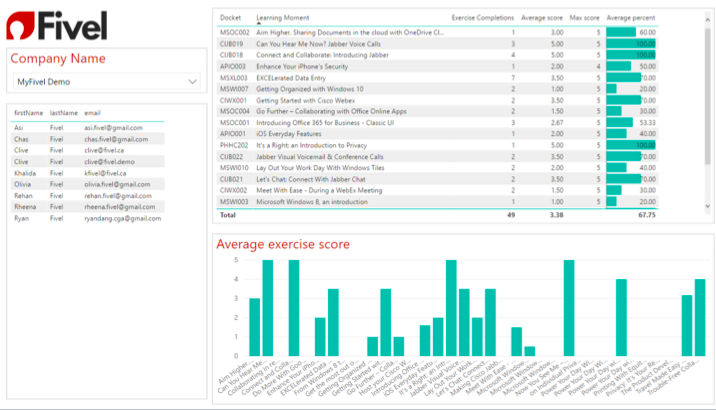 Fivel
Company Name
MyFivel Demo
firstName lastName email
Asi Fivel asi.fivel@gmail.com
Chas Fivel chas.fivel@gmail.com
Clive Fivel clive@fivel.ca
Clive Fivel clive@fivel.demo
Khalida Fivel kfivel@fivel.ca
Olivia Fivel olivia.fivel@gmail.com
Rehan Fivel rehan.fivel@gmail.com
Rheena Fivel rheena.fivel@gmail.com
Ryan Fivel ryandang.cga@gmail.com
Docket Learning Moment Exercise Completions Average score Max score Average percent
MSOC002 Aim Higher. Sharing Documents in the cloud with OneDrive Cl... 1 3.00 5 60.00
CUB019 Can You Hear Me Now? Jabber Voice Calls 3 5.00 5 100.00
CUB018 Connect and Collaborate: Introducing Jabber 4 5.00 5 100.00
APIO003 Enhance Your iPhone's Security 1 2.00 4 50.00
MSXL003 EXCELerated Data Entry 7 3.50 5 70.00
MSWI007 Getting Organized with Windows 10 2 1.00 5 20.00
CIWX001 Getting Started with Cisco Webex 2 3.50 5 70.00
MSOC004 Go Further – Collaborating with Office Online Apps 2 1.50 5 30.00
MSOC001 Introducing Office 365 for Business - Classic UI 3 2.67 5 53.33
APIO001 iOS Everyday Features 1 2.00 5 40.00
PHHC202 It's a Right: an Introduction to Privacy 1 5.00 5 100.00
CUB022 Jabber Visual Voicemail & Conference Calls 2 3.50 5 70.00
MSWI010 Lay Out Your Work Day With Windows Tiles 2 2.00 5 40.00
CUB021 Let's Chat: Connect With Jabber Chat 2 3.50 5 70.00
CIWX002 Meet With Ease - During a WebEx Meeting 2 1.50 5 30.00
MSWI003 Microsoft Windows 8, an introduction 1 1.00 5 20.00
Total 49 3.38 67.75
Average exercise score
5
4
3
2
1
0
Aim Higher...
Can You Hear Me...
Collaborating in re...
Connect and Colla...
Do More With Goo...
Enhance Your iPho...
EXCELerated Data ...
From Windows 8 t...
Get the most out o...
Getting Organized ...
Getting Started wit...
Go Further – Colla...
Host your Cisco W...
Introducing Office ...
iOS Everyday Featu...
It's a Right: an Intr...
Jabber Visual Voice...
Lay Out Your Work ...
Let's Chat: Connect...
Making Cisco Jabb...
Meet With Ease - ...
Microsoft Window...
Microsoft Window...
Microsoft Window...
Now You See Me - ...
Individual Priva...
Power Your Day Wi...
Power Your Day Wi...
Power Your Day wi...
Power Your Day wi...
Printing With Equit...
Privacy: It's Your Re...
The Product Devel...
Travel Made Easy ...
Trouble-Free Colla...